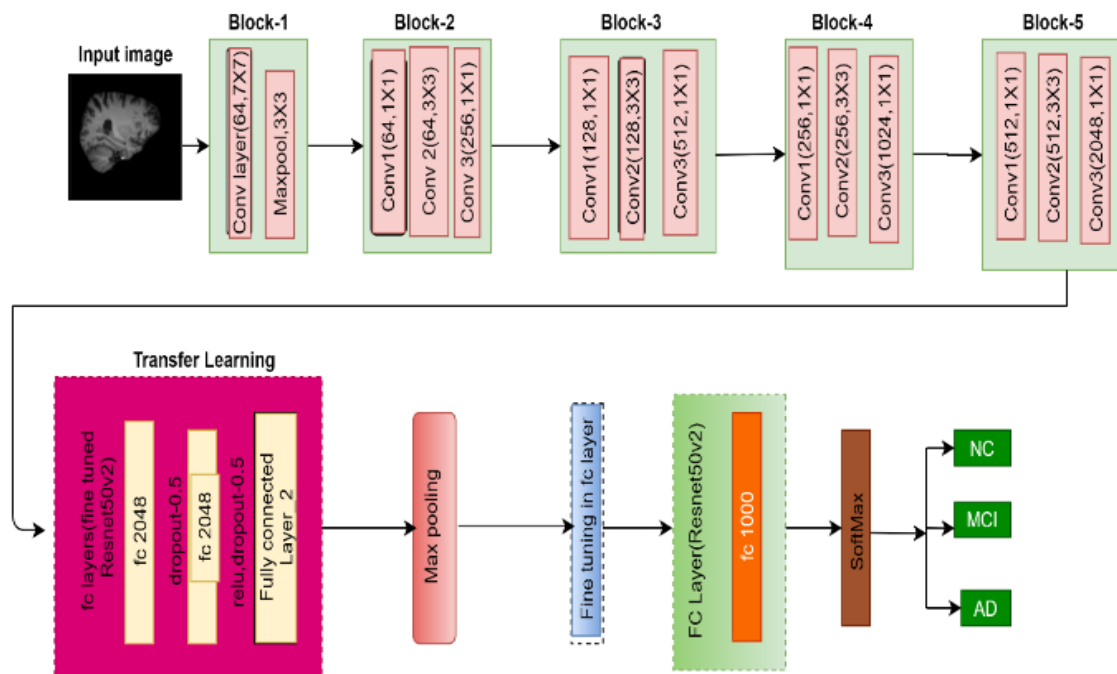 Input image
Block-1
Conv layer(64,7X7)
Maxpool,3X3
Block-2
Conv1(64,1X1)
Conv 2(64,3X3)
Conv 3(256,1X1)
Block-3
Conv1(128,1X1)
Conv2(128,3X3)
Conv3(512,1X1)
Block-4
Conv1(256,1X1)
Conv2(256,3X3)
Conv3(1024,1X1)
Block-5
Conv1(512,1X1)
Conv2(512,3X3)
Conv3(2048,1X1)
Transfer Learning
fc layers(fine tuned
Resnet50v2)
fc 2048
dropout-0.5
fc 2048
relu,dropout-0.5
Fully connected
Layer_2
Max pooling
Fine tuning in fc layer
FC Layer(Resnet50v2)
fc 1000
SoftMax
NC
MCI
AD